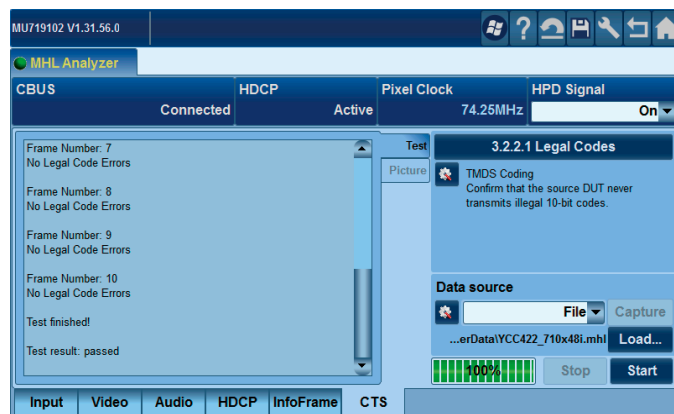 MU719102 V1.31.56.0
?
MHL Analyzer
CBUS
Connected
HDCP
Active
Pixel Clock
74.25MHz
HPD Signal
On
Frame Number: 7
No Legal Code Errors
Frame Number: 8
No Legal Code Errors
Frame Number: 9
No Legal Code Errors
Frame Number: 10
No Legal Code Errors
Test finished!
Test result: passed
Test
Picture
3.2.2.1 Legal Codes
TMDS Coding
Confirm that the source DUT never
transmits illegal 10-bit codes.
Data source
File
Capture
...erData\YCC422_710x48i.mhl
Load...
100%
Stop
Start
Input
Video
Audio
HDCP
InfoFrame
CTS